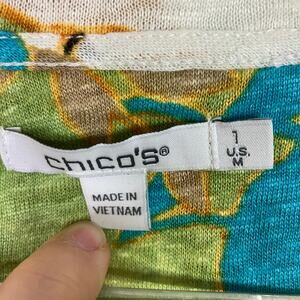 chico's®
1
U.S.
M
MADE IN
VIETNAM